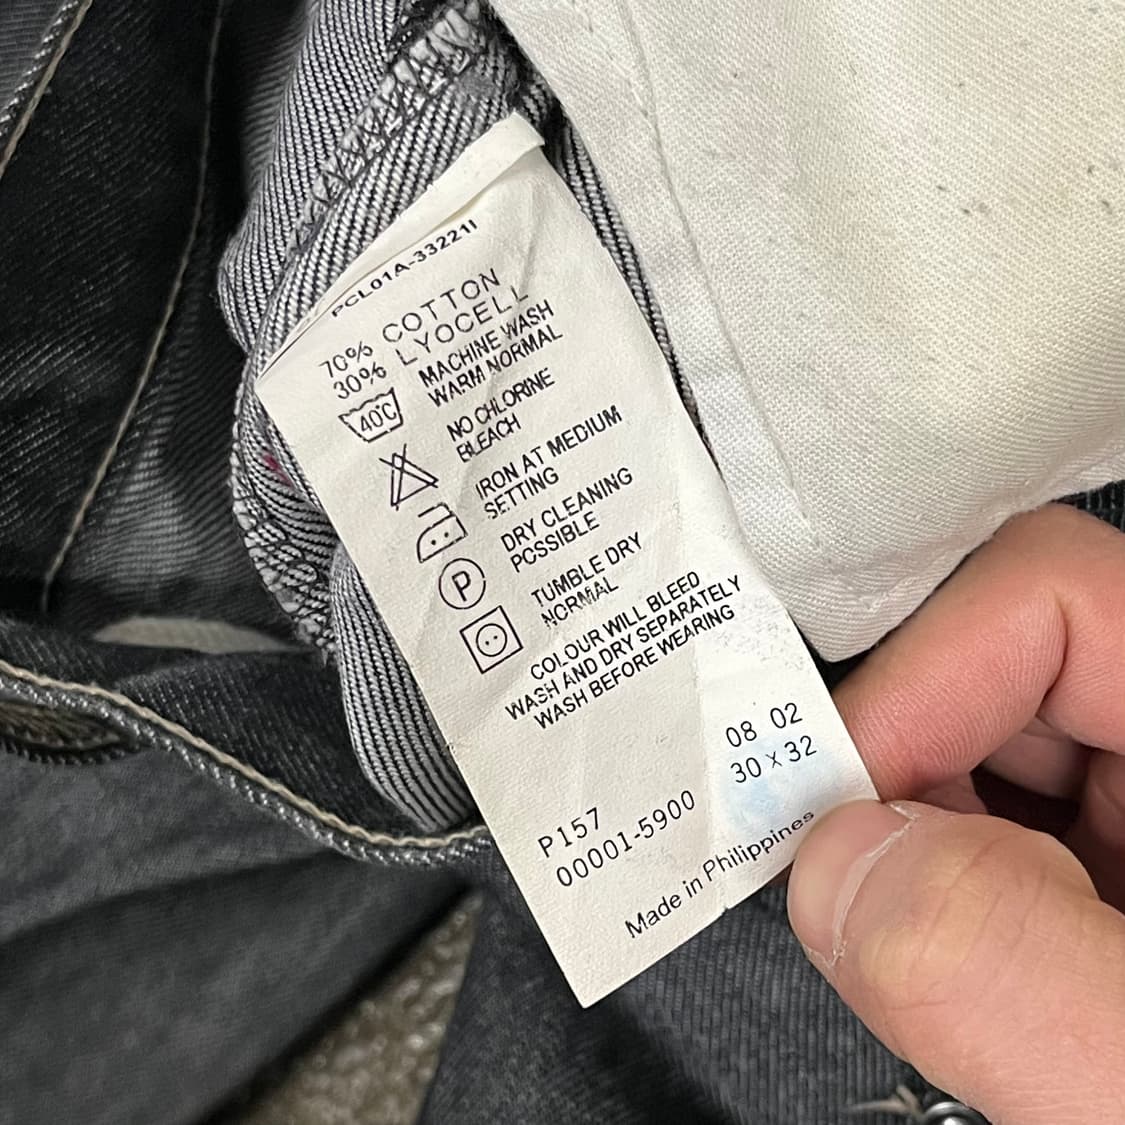 PCL01A-33221I
70% COTTON
30% LYOCELL
40°C MACHINE WASH
WARM NORMAL
NO CHLORINE
BLEACH
IRON AT MEDIUM
SETTING
P DRY CLEANING
POSSIBLE
TUMBLE DRY
NORMAL
COLOUR WILL BLEED
WASH AND DRY SEPARATELY
WASH BEFORE WEARING
08 02
30 x 32
P157
00001-5900
Made in Philippines